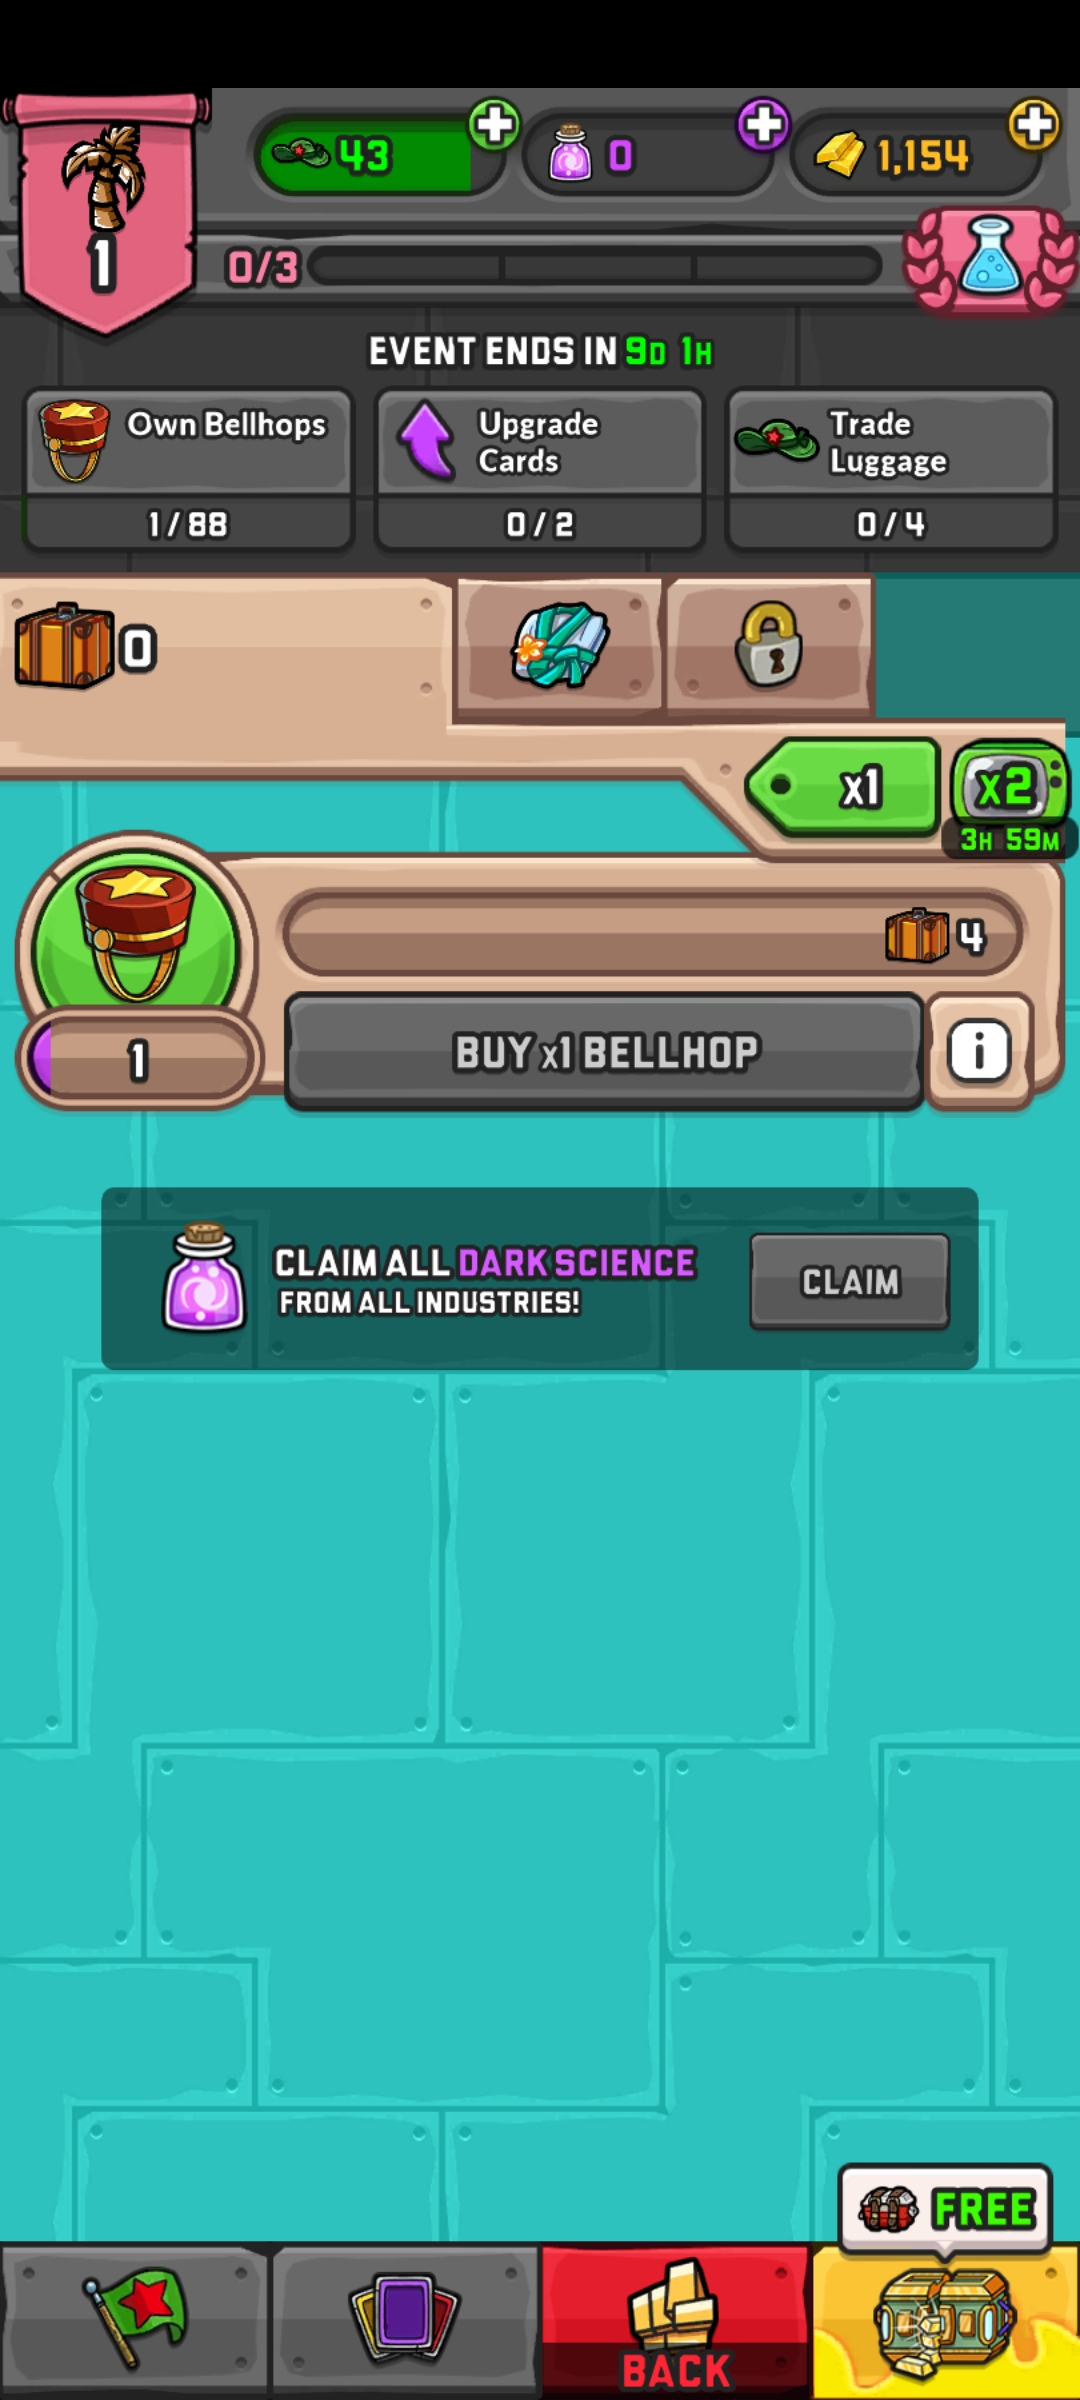 43
0
1,154
1
0/3
EVENT ENDS IN 9D 1H
Own Bellhops
1/88
Upgrade
Cards
0/2
Trade
Luggage
0/4
0
x1
x2
3H 59M
4
1
BUY x1 BELLHOP
i
CLAIM ALL DARK SCIENCE
FROM ALL INDUSTRIES!
CLAIM
FREE
BACK